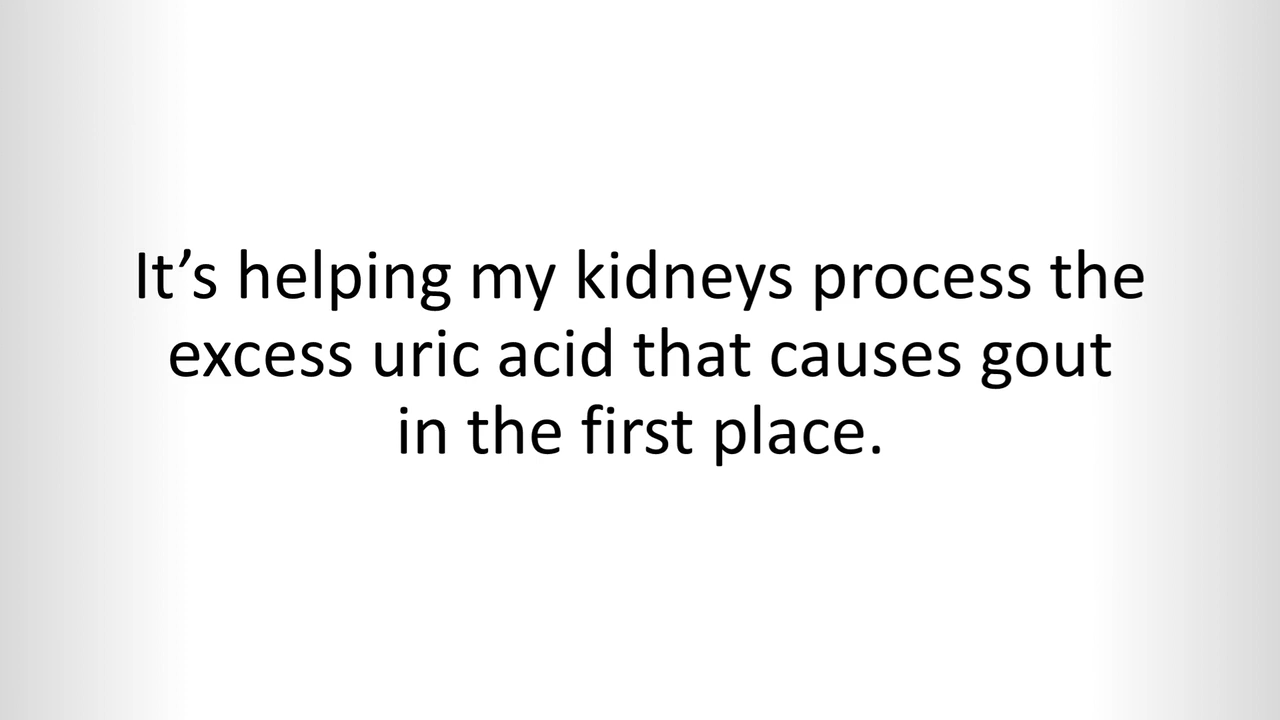 It’s helping my kidneys process the
excess uric acid that causes gout
in the first place.